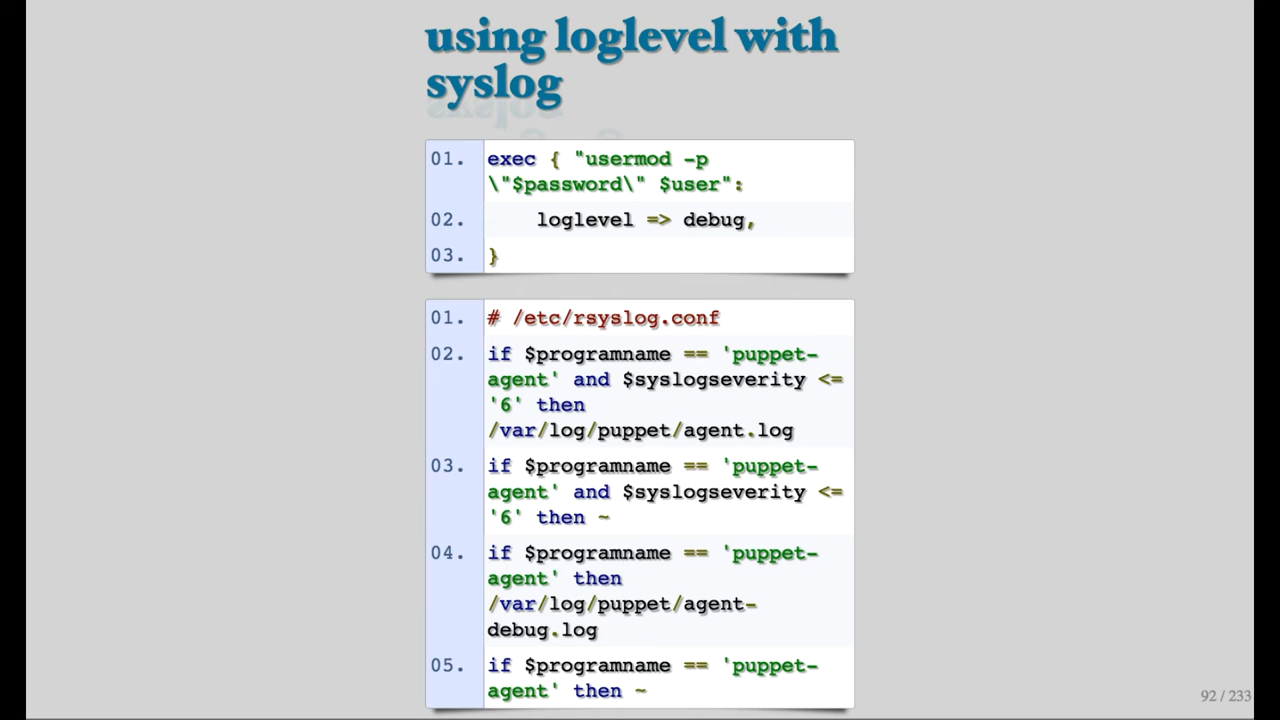 using loglevel with
syslog
01. exec { "usermod -p
\"$password\" $user":
02. loglevel => debug,
03. }
01. # /etc/rsyslog.conf
02. if $programname == 'puppet-
agent' and $syslogseverity <=
'6' then
/var/log/puppet/agent.log
03. if $programname == 'puppet-
agent' and $syslogseverity <=
'6' then ~
04. if $programname == 'puppet-
agent' then
/var/log/puppet/agent-
debug.log
05. if $programname == 'puppet-
agent' then ~
92 / 233